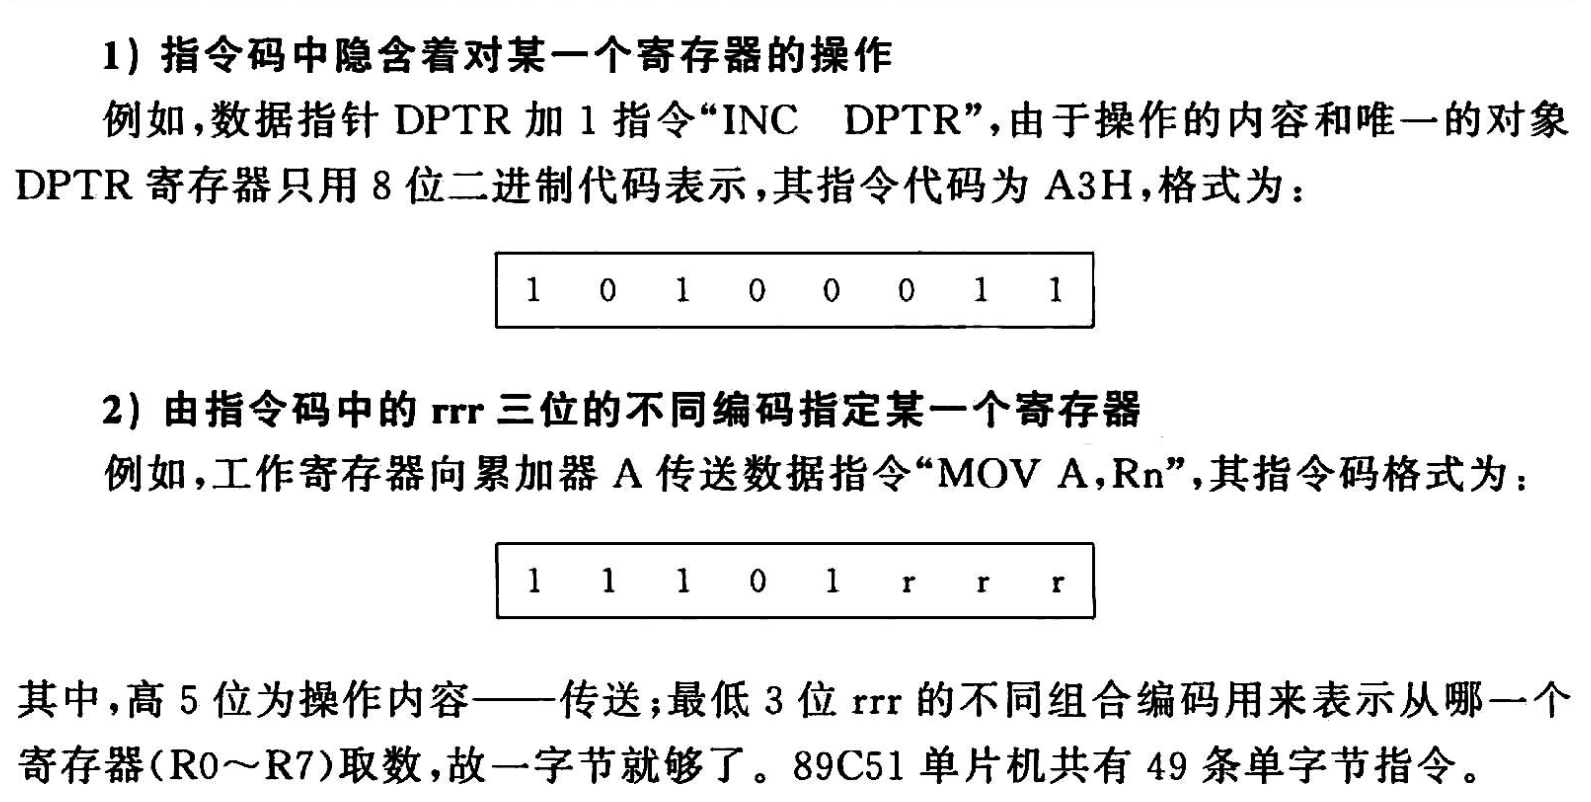 1) 指令码中隐含着对某一个寄存器的操作
例如,数据指针 DPTR 加 1 指令“INC DPTR”,由于操作的内容和唯一的对象
DPTR 寄存器只用 8 位二进制代码表示,其指令代码为 A3H,格式为:
1 0 1 0 0 0 1 1
2) 由指令码中的 rrr 三位的不同编码指定某一个寄存器
例如,工作寄存器向累加器 A 传送数据指令“MOV A,Rn”,其指令码格式为:
1 1 1 0 1 r r r
其中,高 5 位为操作内容——传送;最低 3 位 rrr 的不同组合编码用来表示从哪一个
寄存器(R0～R7)取数,故一字节就够了。89C51 单片机共有 49 条单字节指令。